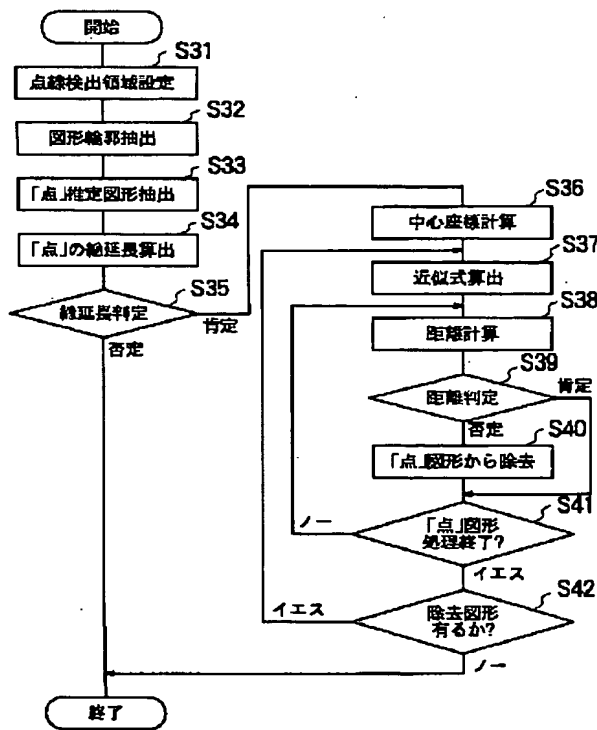 開始
S31
点線検出領域設定
S32
図形輪郭抽出
S33
「点」推定図形抽出
S34
「点」の総延長算出
S35
総延長判定
肯定
否定
S36
中心座標計算
S37
近似式算出
S38
距離計算
S39
距離判定
肯定
否定
S40
「点」図形から除去
S41
「点」図形
処理終了?
ノー
イエス
S42
除去図形
有るか?
イエス
ノー
終了